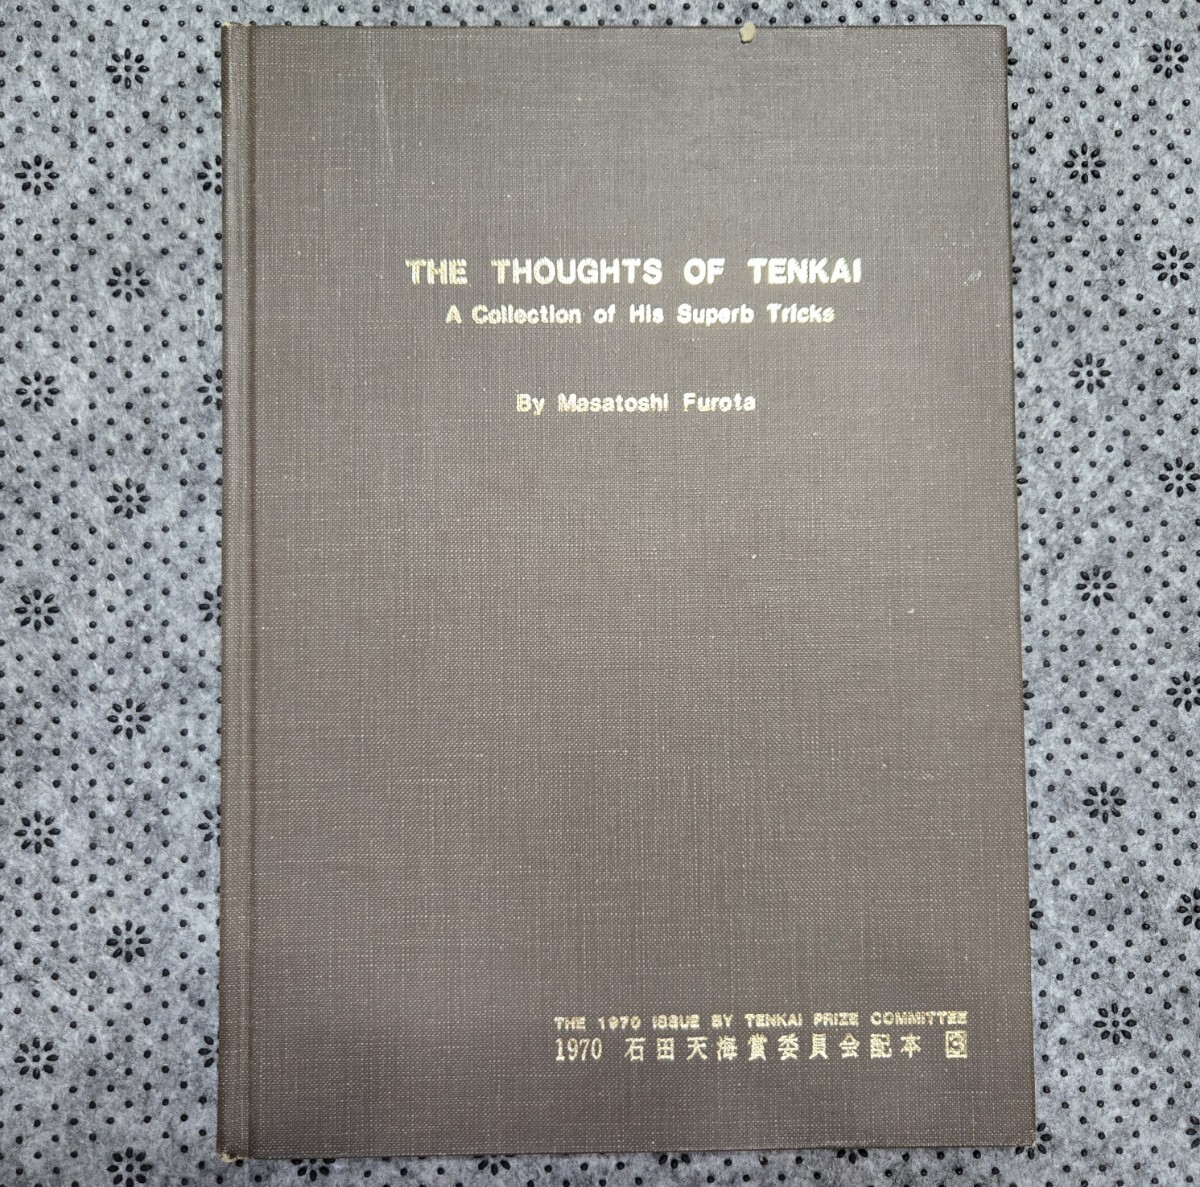 THE THOUGHTS OF TENKAI
A Collection of His Superb Tricks
By Masatoshi Furota
THE 1970 ISSUE BY TENKAI PRIZE COMMITTEE
1970 石田天海賞委員会配本